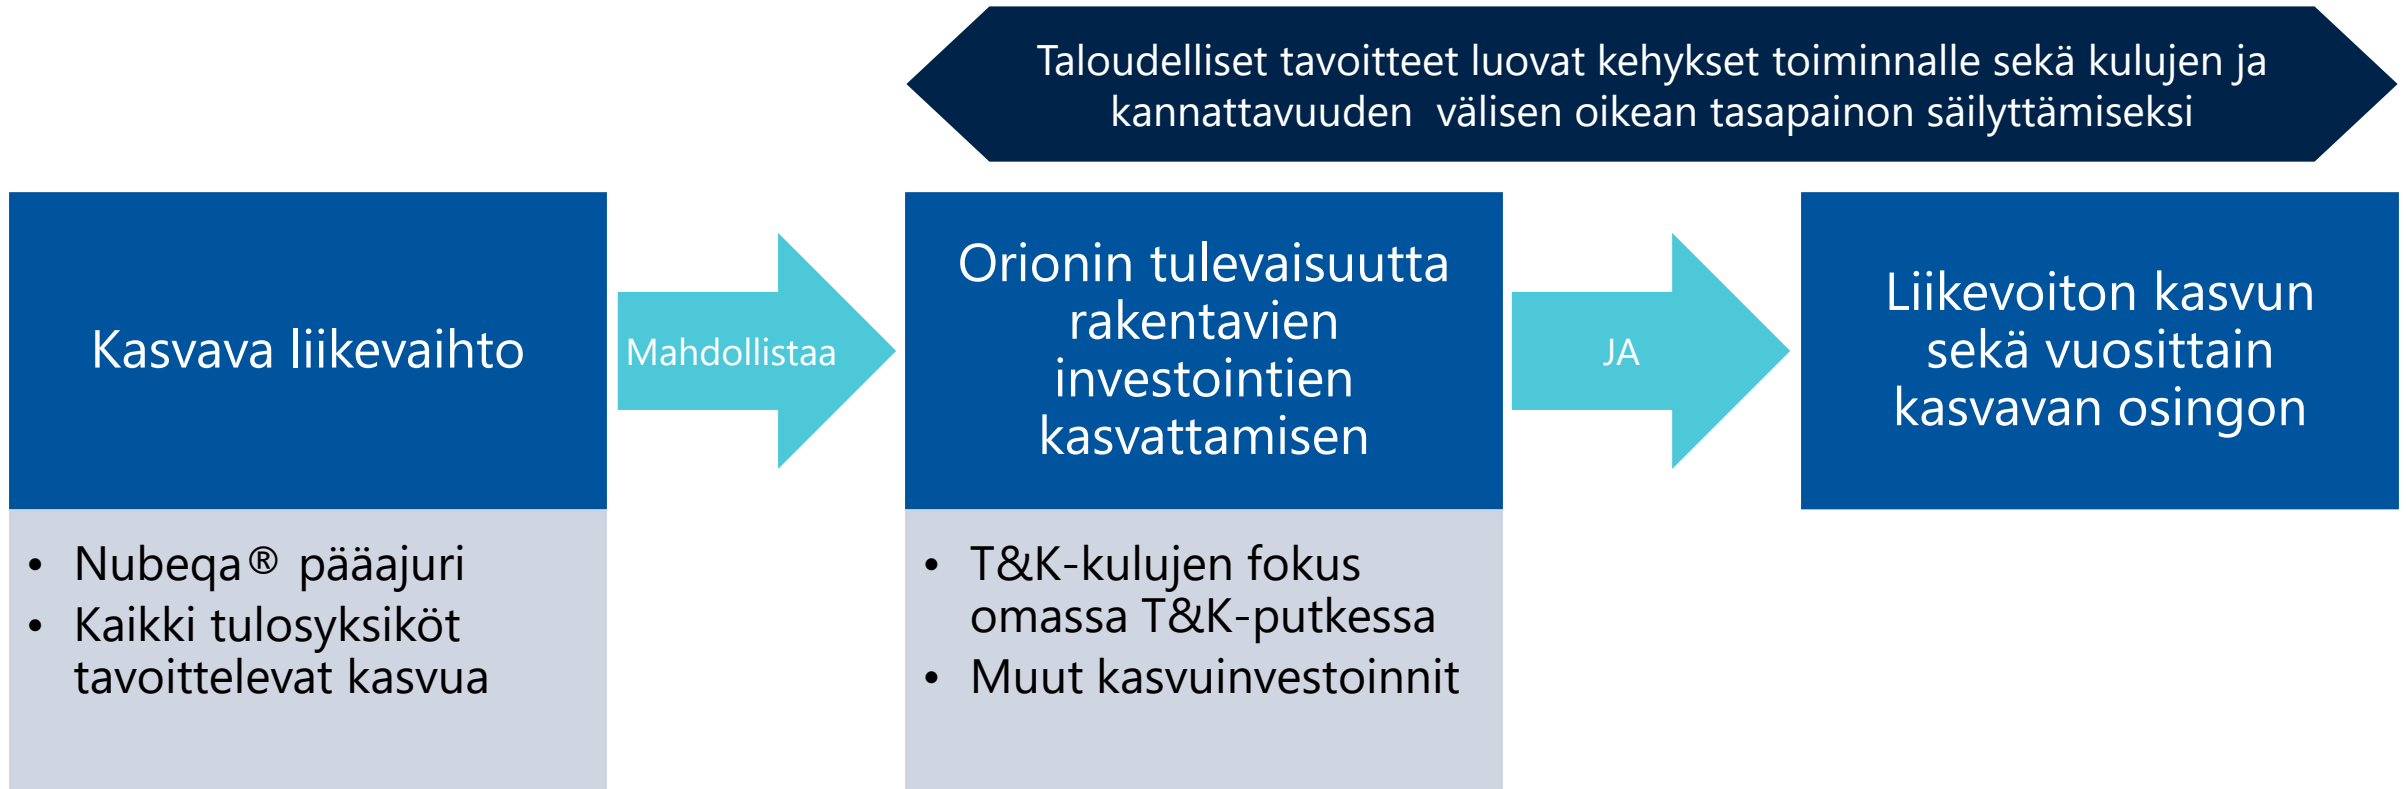 Taloudelliset tavoitteet luovat kehykset toiminnalle sekä kulujen ja
kannattavuuden  välisen oikean tasapainon säilyttämiseksi
Kasvava liikevaihto
Mahdollistaa
Orionin tulevaisuutta
rakentavien
investointien
kasvattamisen
JA
Liikevoiton kasvun
sekä vuosittain
kasvavan osingon
• Nubeqa® pääajuri
• Kaikki tulosyksiköt
tavoittelevat kasvua
• T&K-kulujen fokus
omassa T&K-putkessa
• Muut kasvuinvestoinnit